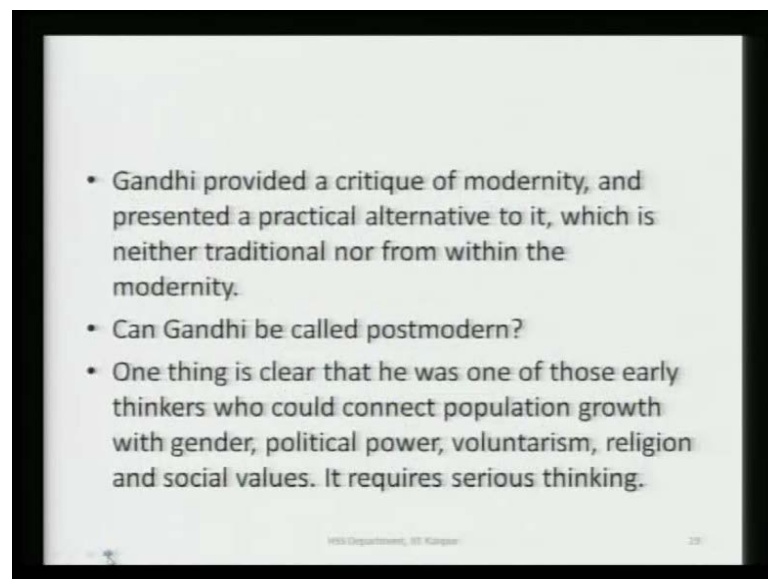 • Gandhi provided a critique of modernity, and
presented a practical alternative to it, which is
neither traditional nor from within the
modernity.
• Can Gandhi be called postmodern?
• One thing is clear that he was one of those early
thinkers who could connect population growth
with gender, political power, voluntarism, religion
and social values. It requires serious thinking.
HSS Department, IIT Kanpur